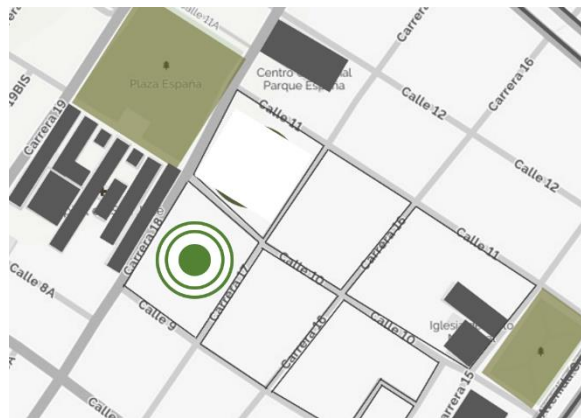 Calle 11A
Carrera
Carrera 16
Plaza España
Centro
Parque España
Calle 12
19BIS
Carrera 19
Calle 11
Calle 12
Carrera 18
Carrera 16
Calle 11
Calle 10
Carrera 17
Calle 8A
Calle 9
Carrera 16
Calle 10
Iglesia
Carrera 15